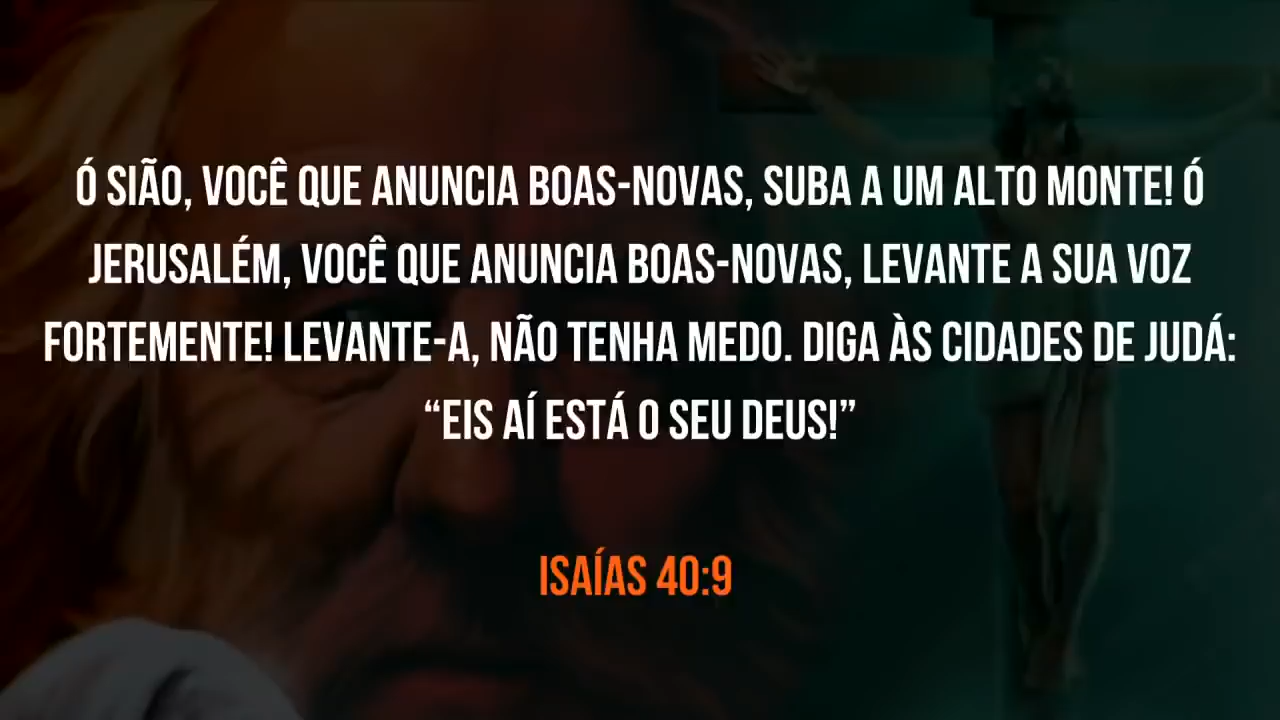 Ó SIÃO, VOCÊ QUE ANUNCIA BOAS-NOVAS, SUBA A UM ALTO MONTE! Ó
JERUSALÉM, VOCÊ QUE ANUNCIA BOAS-NOVAS, LEVANTE A SUA VOZ
FORTEMENTE! LEVANTE-A, NÃO TENHA MEDO. DIGA ÀS CIDADES DE JUDÁ:
“EIS AÍ ESTÁ O SEU DEUS!”
ISAÍAS 40:9